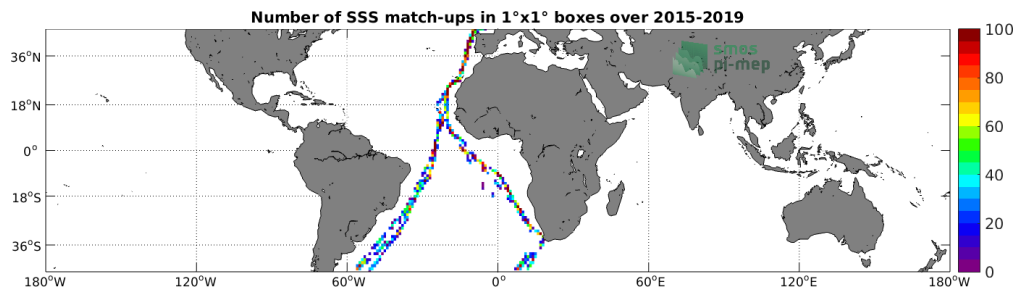 Number of SSS match-ups in 1°x1° boxes over 2015-2019
smos
pi-mep
36°N
18°N
0°
18°S
36°S
180°W
120°W
60°W
0°
60°E
120°E
180°W
100
80
60
40
20
0